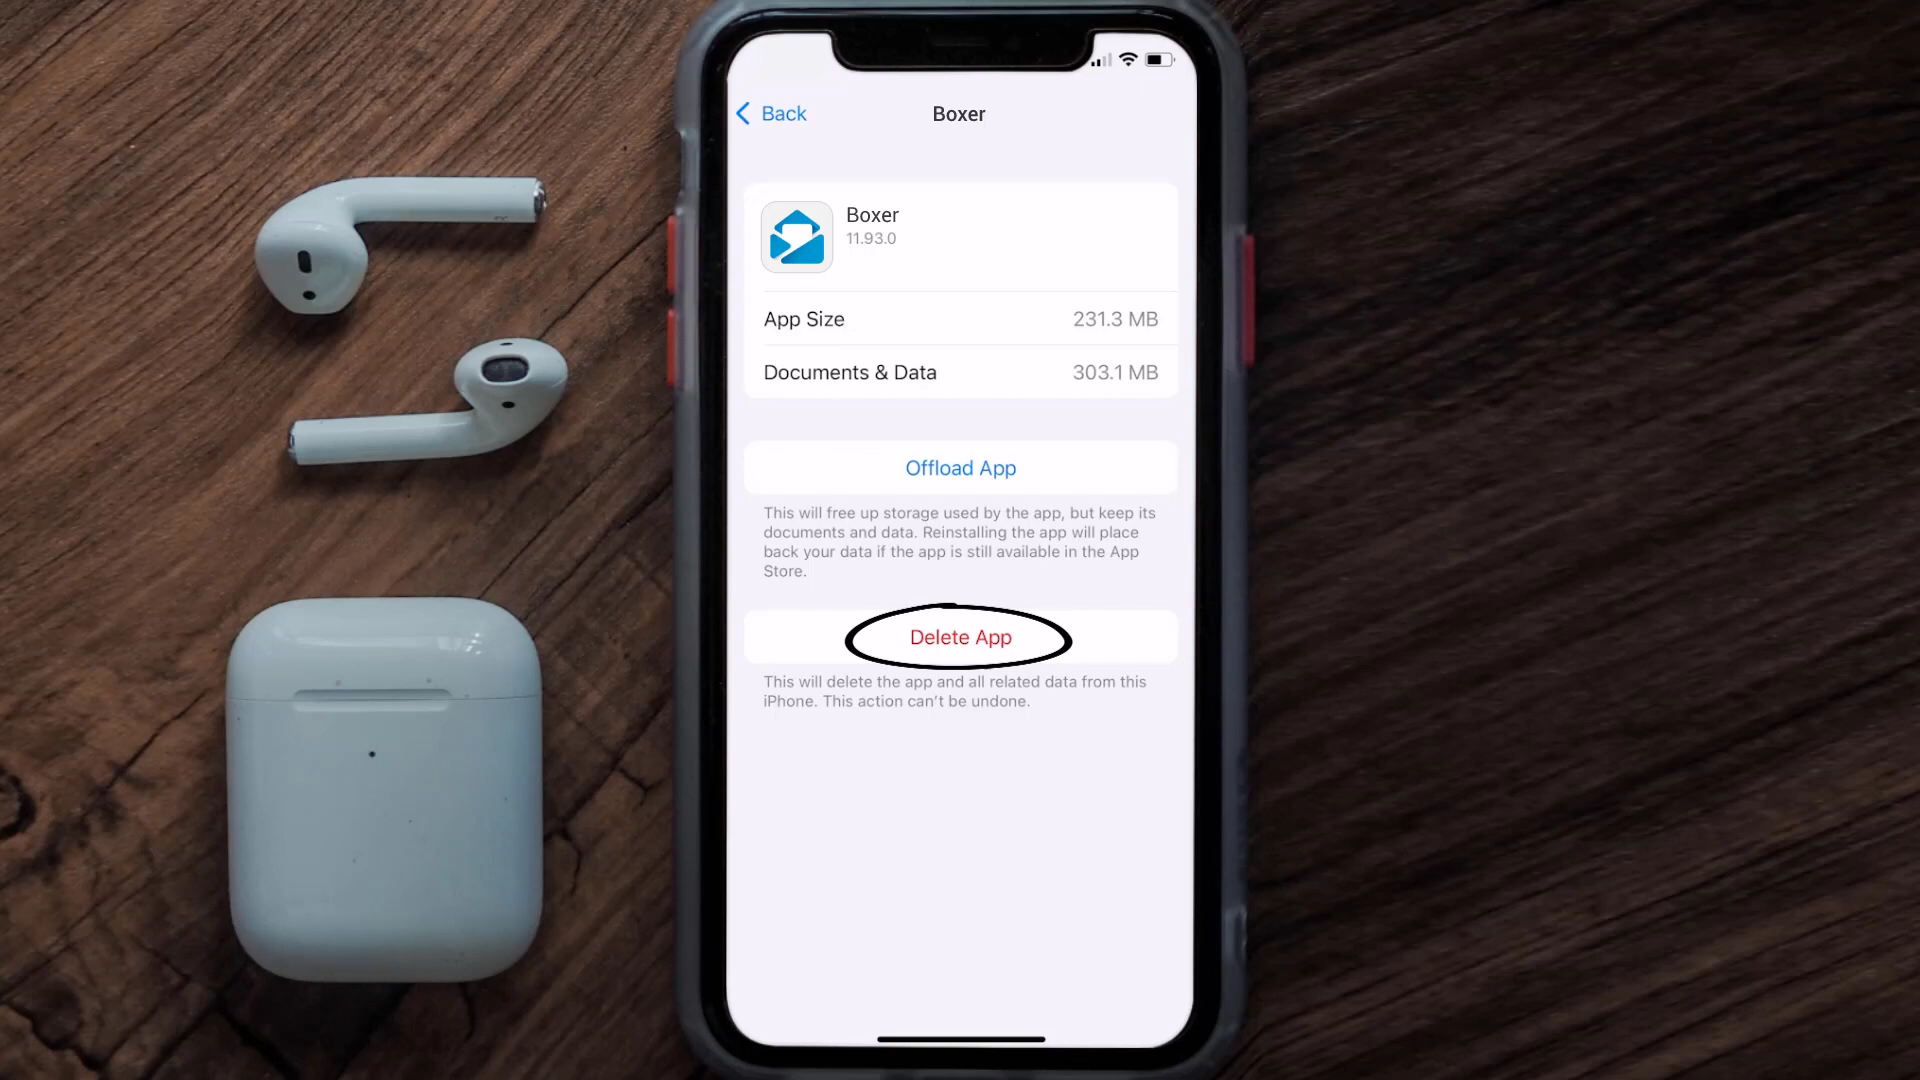 Back
Boxer
Boxer
11.93.0
App Size 231.3 MB
Documents & Data 303.1 MB
Offload App
This will free up storage used by the app, but keep its
documents and data. Reinstalling the app will place
back your data if the app is still available in the App
Store.
Delete App
This will delete the app and all related data from this
iPhone. This action can't be undone.